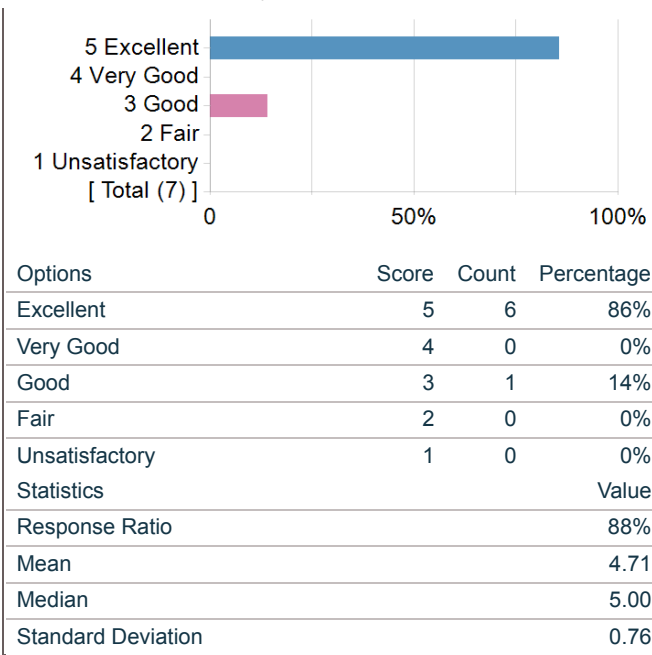 5 Excellent
4 Very Good
3 Good
2 Fair
1 Unsatisfactory
[ Total (7) ]
0 50% 100%
Options Score Count Percentage
Excellent 5 6 86%
Very Good 4 0 0%
Good 3 1 14%
Fair 2 0 0%
Unsatisfactory 1 0 0%
Statistics Value
Response Ratio 88%
Mean 4.71
Median 5.00
Standard Deviation 0.76